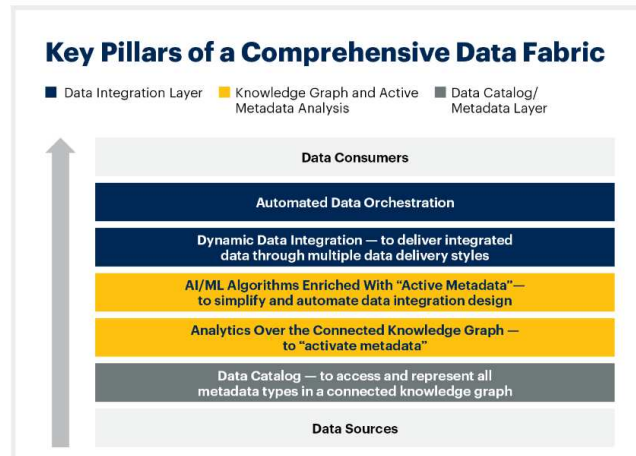 Key Pillars of a Comprehensive Data Fabric
Data Integration Layer
Knowledge Graph and Active
Metadata Analysis
Data Catalog/
Metadata Layer
Data Consumers
Automated Data Orchestration
Dynamic Data Integration — to deliver integrated
data through multiple data delivery styles
AI/ML Algorithms Enriched With “Active Metadata”—
to simplify and automate data integration design
Analytics Over the Connected Knowledge Graph —
to “activate metadata”
Data Catalog — to access and represent all
metadata types in a connected knowledge graph
Data Sources